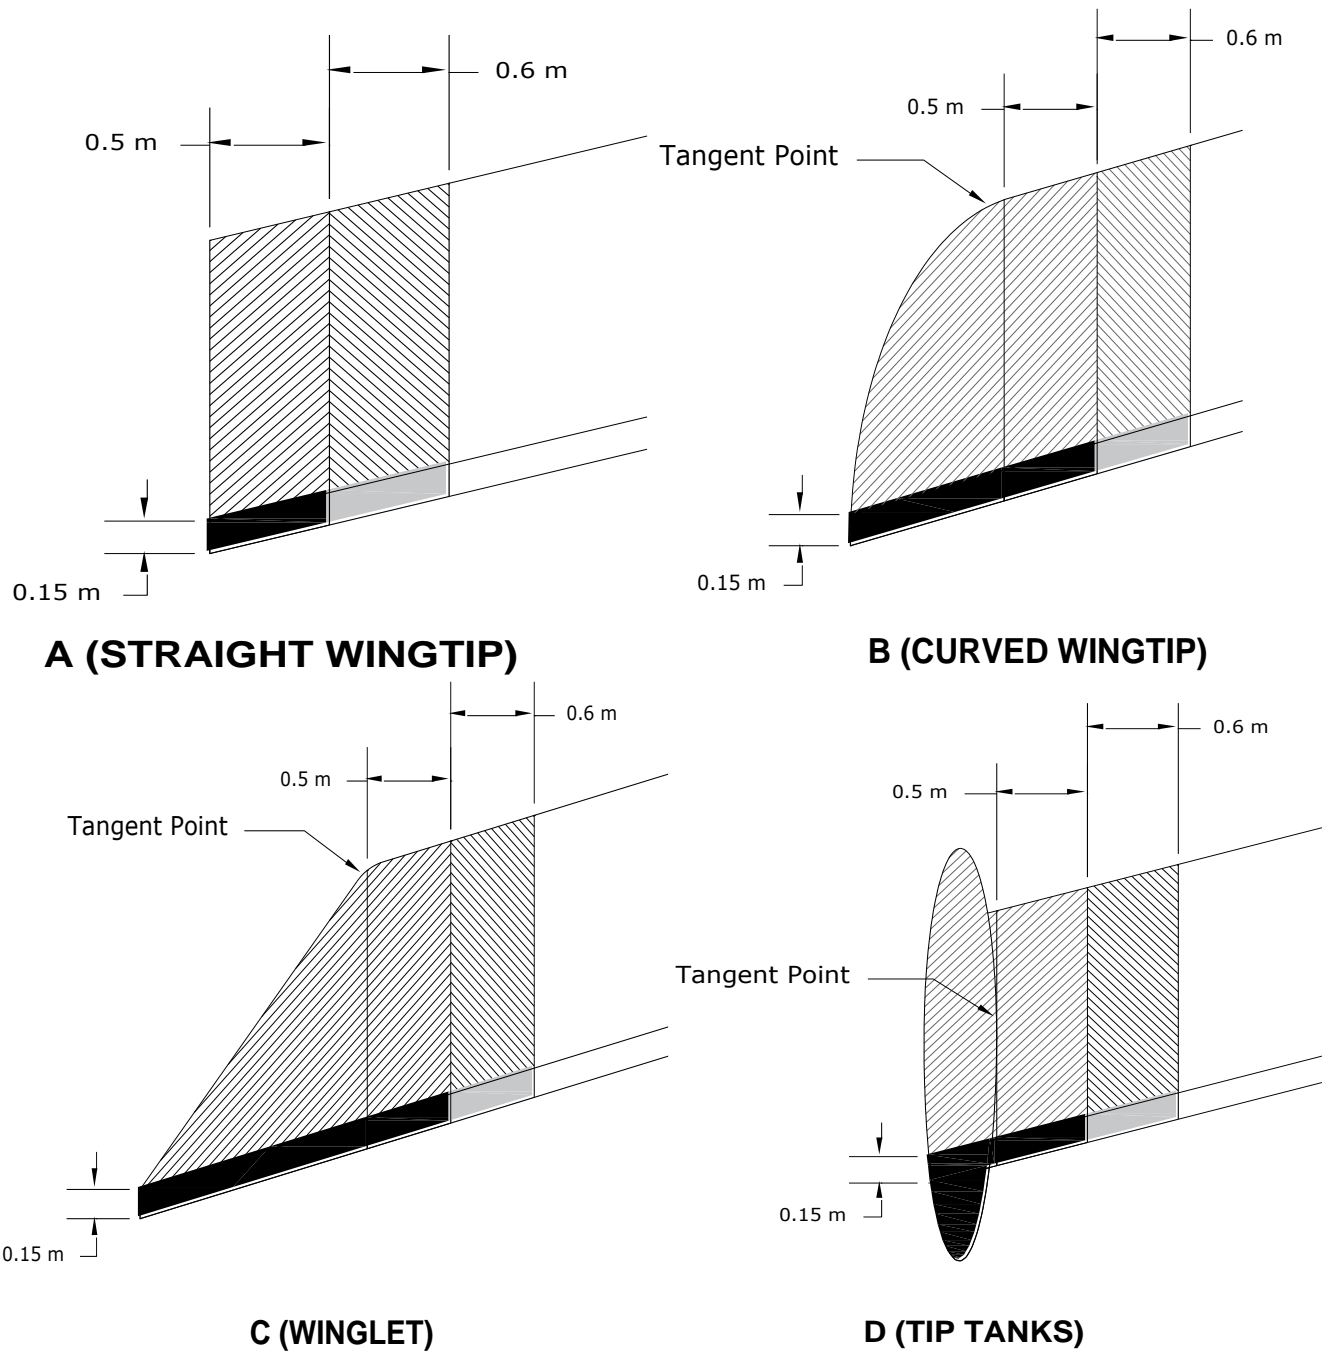 0.6 m
0.5 m
0.15 m
A (STRAIGHT WINGTIP)
0.6 m
0.5 m
Tangent Point
0.15 m
B (CURVED WINGTIP)
0.6 m
0.5 m
Tangent Point
0.15 m
C (WINGLET)
0.6 m
0.5 m
Tangent Point
0.15 m
D (TIP TANKS)